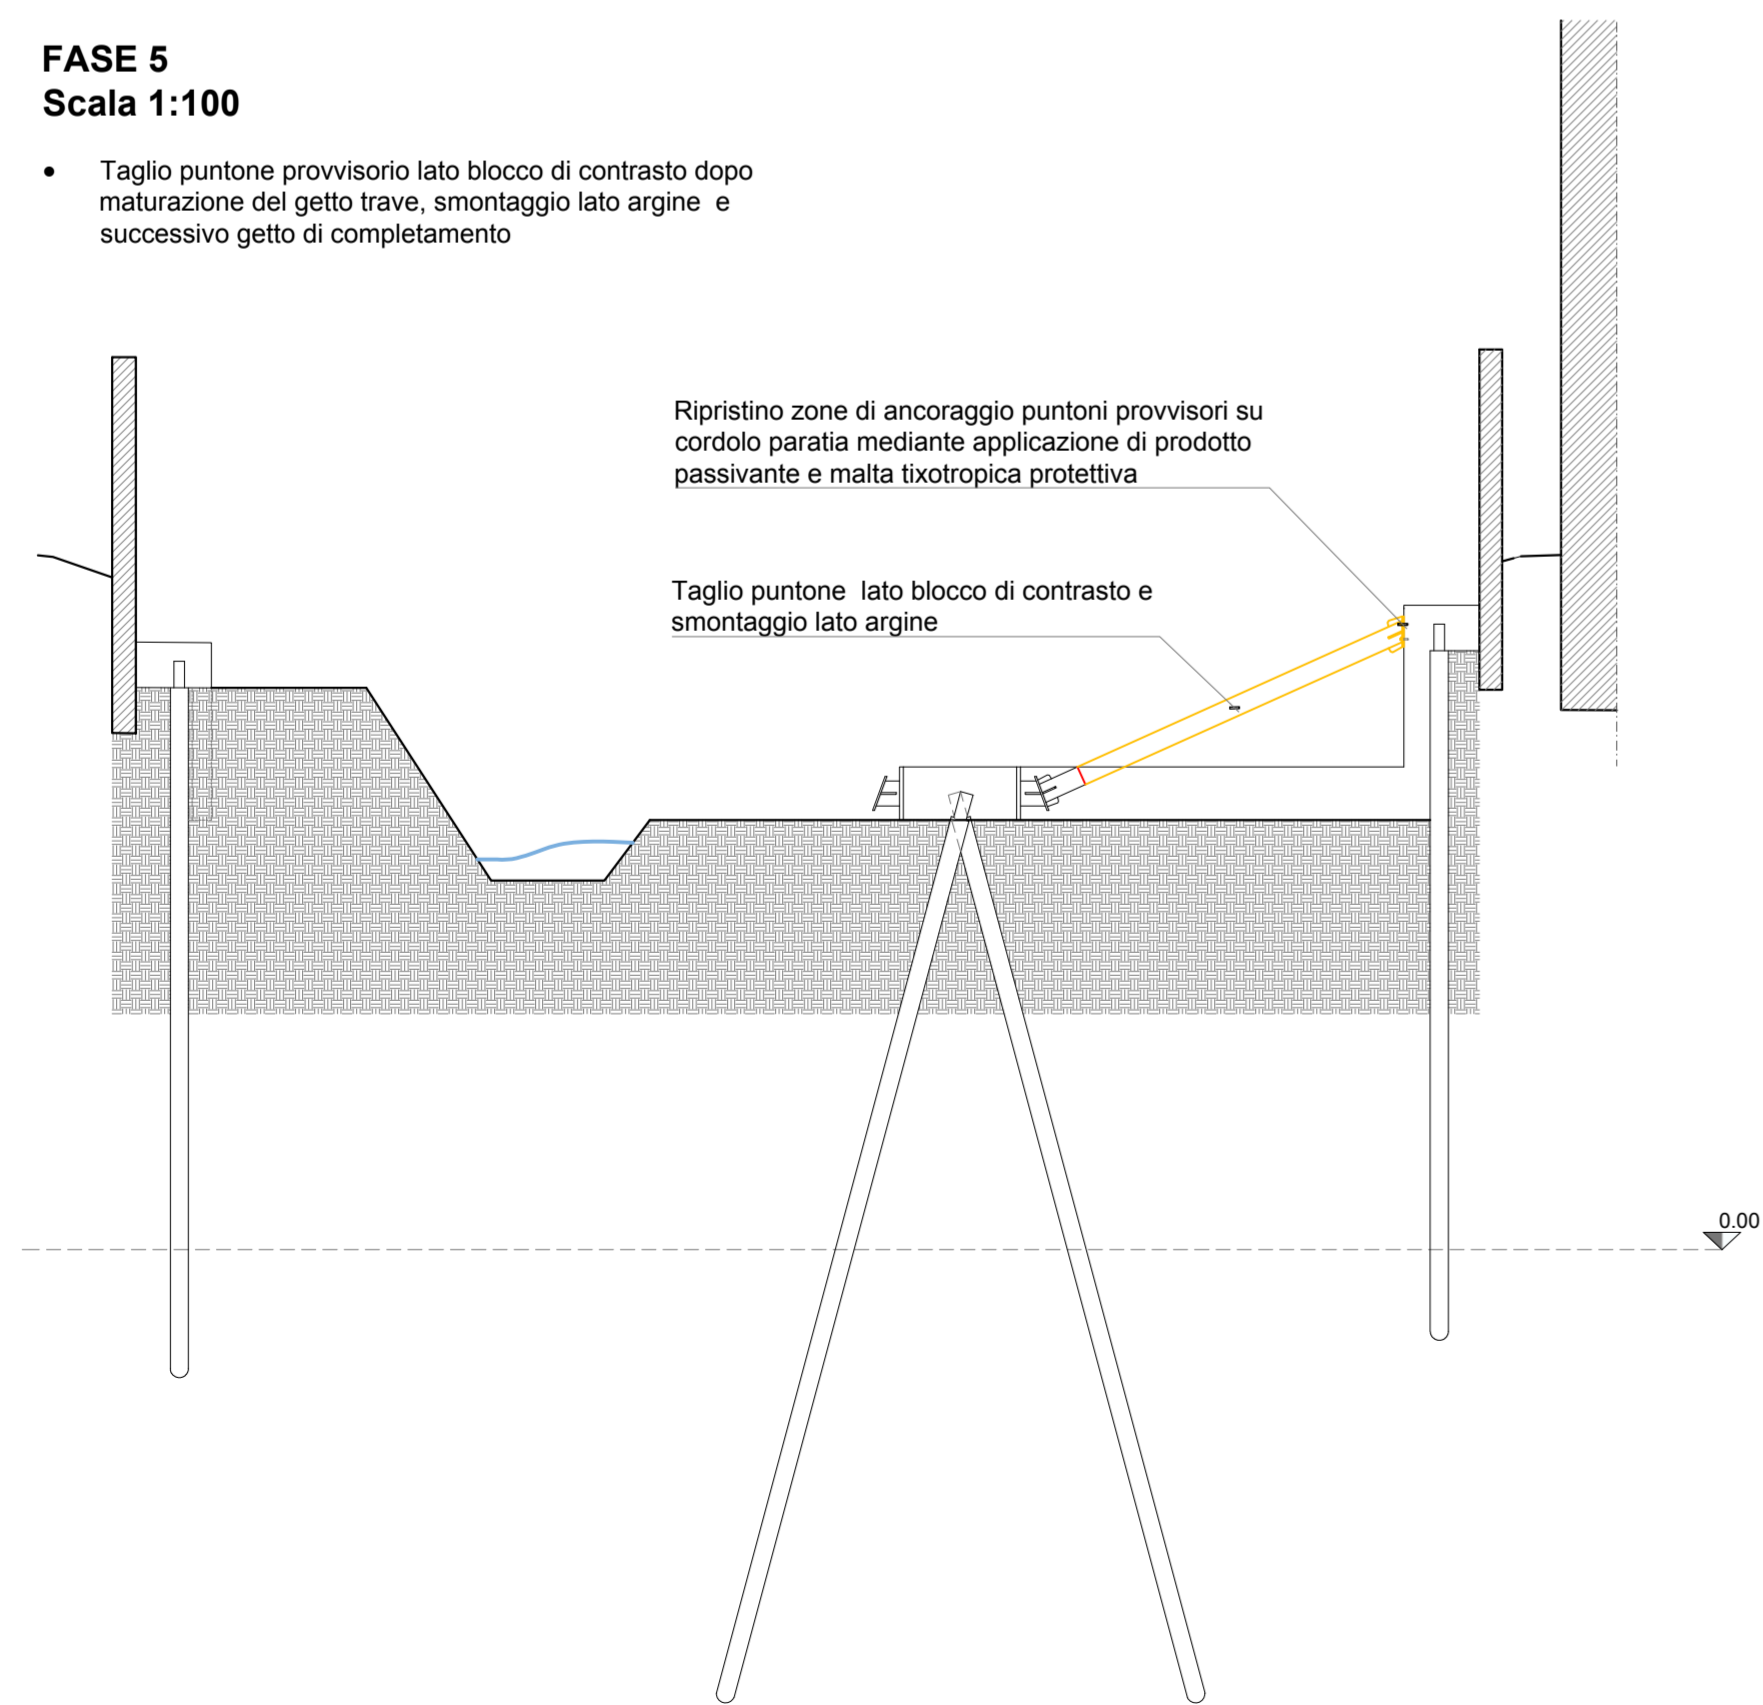 FASE 5
Scala 1:100
• Taglio puntone provvisorio lato blocco di contrasto dopo
maturazione del getto trave, smontaggio lato argine e
successivo getto di completamento
Ripristino zone di ancoraggio puntoni provvisori su
cordolo paratia mediante applicazione di prodotto
passivante e malta tixotropica protettiva
Taglio puntone lato blocco di contrasto e
smontaggio lato argine
0.00